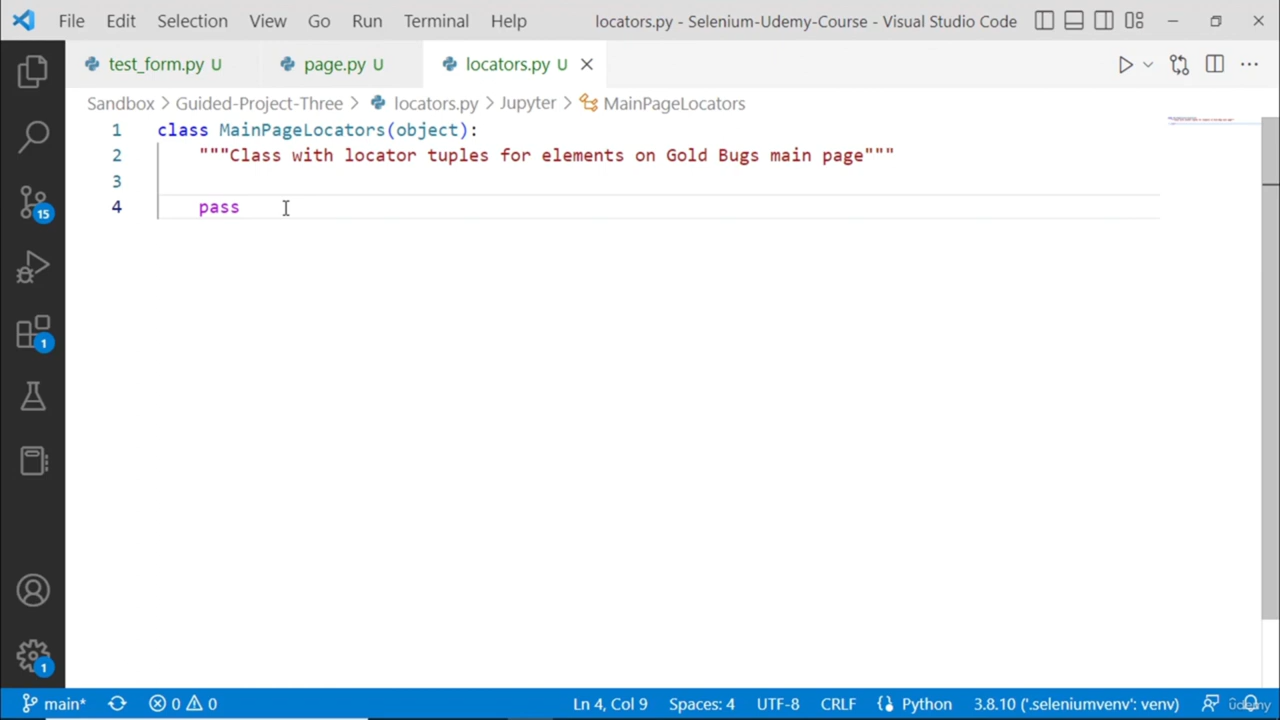 File Edit Selection View Go Run Terminal Help locators.py - Selenium-Udemy-Course - Visual Studio Code
test_form.py U page.py U locators.py U
Sandbox > Guided-Project-Three > locators.py > Jupyter > MainPageLocators
1 class MainPageLocators(object):
2 """Class with locator tuples for elements on Gold Bugs main page"""
3
4 pass
15
1
1
main* 0 0 Ln 4, Col 9 Spaces: 4 UTF-8 CRLF Python 3.8.10 ('.seleniumvenv': venv) udemy